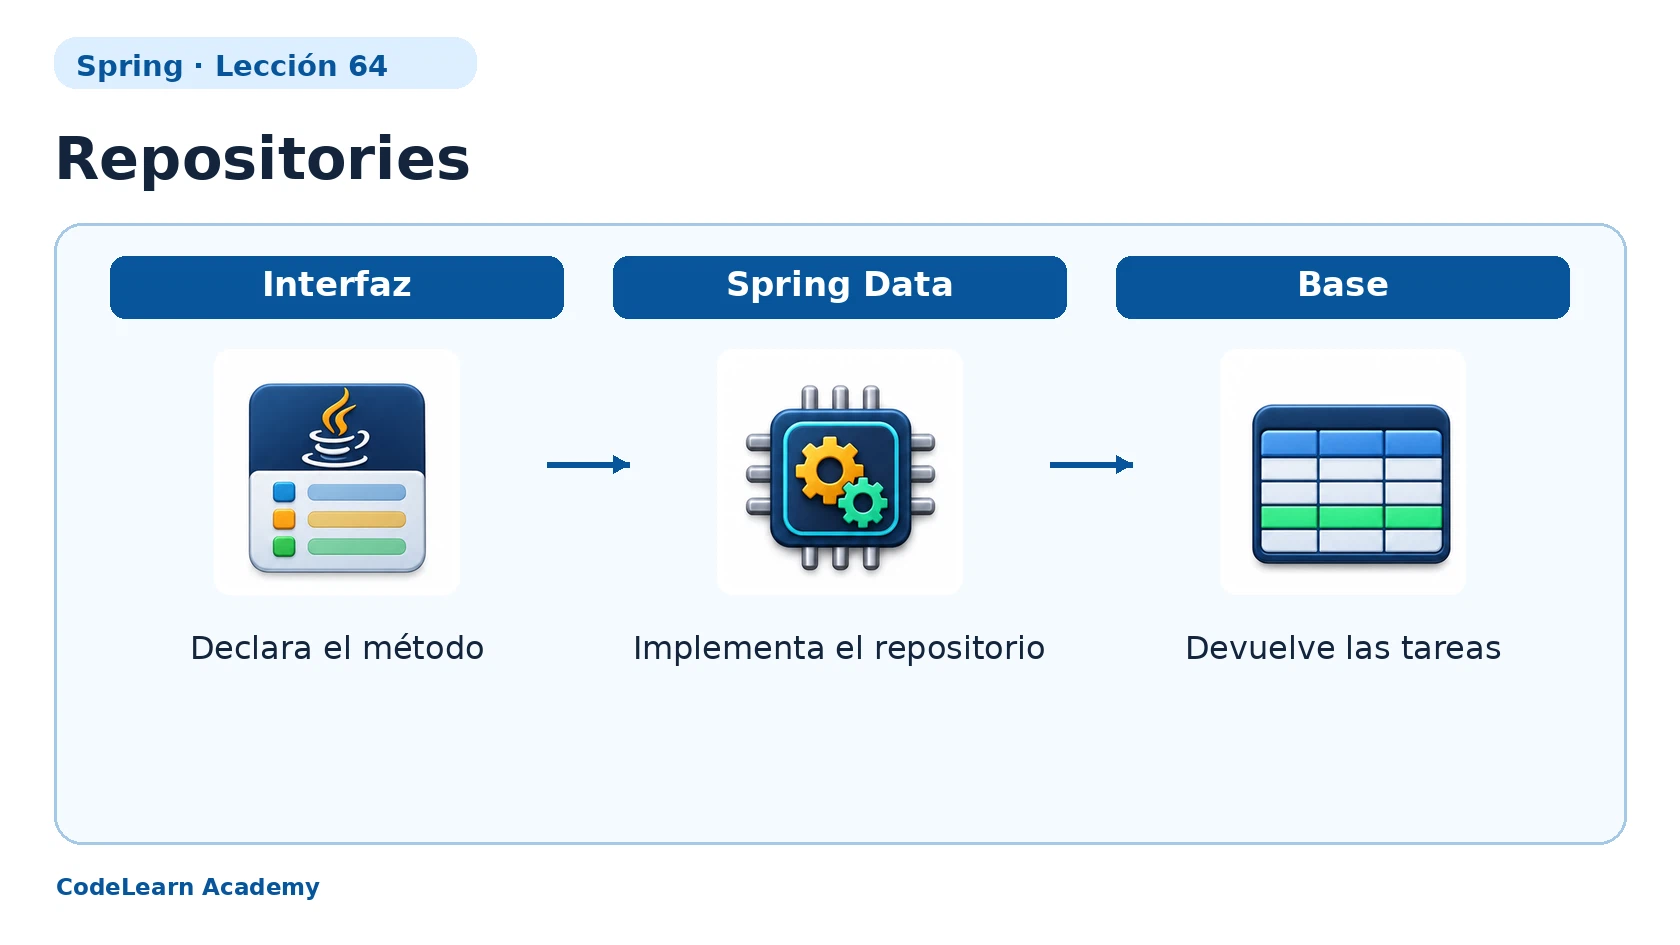 Spring · Lección 64
Repositories
Interfaz
Spring Data
Base
Declara el método
Implementa el repositorio
Devuelve las tareas
CodeLearn Academy